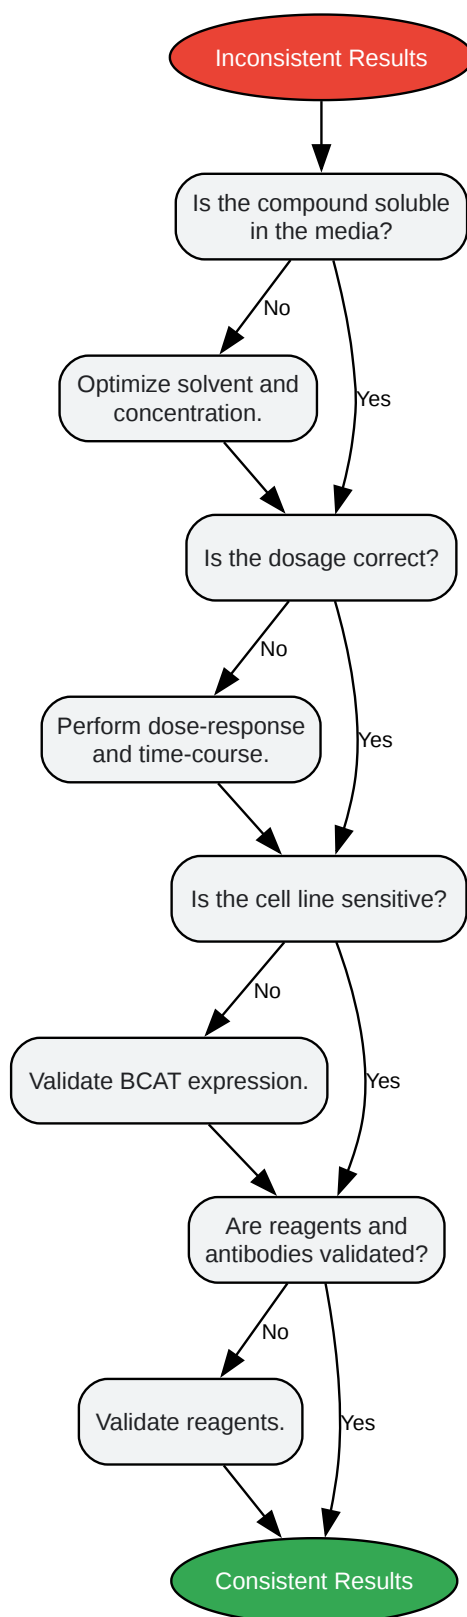 Inconsistent Results
Is the compound soluble
in the media?
No
Optimize solvent and
concentration.
Yes
Is the dosage correct?
No
Perform dose-response
and time-course.
Yes
Is the cell line sensitive?
No
Validate BCAT expression.
Yes
Are reagents and
antibodies validated?
No
Validate reagents.
Yes
Consistent Results